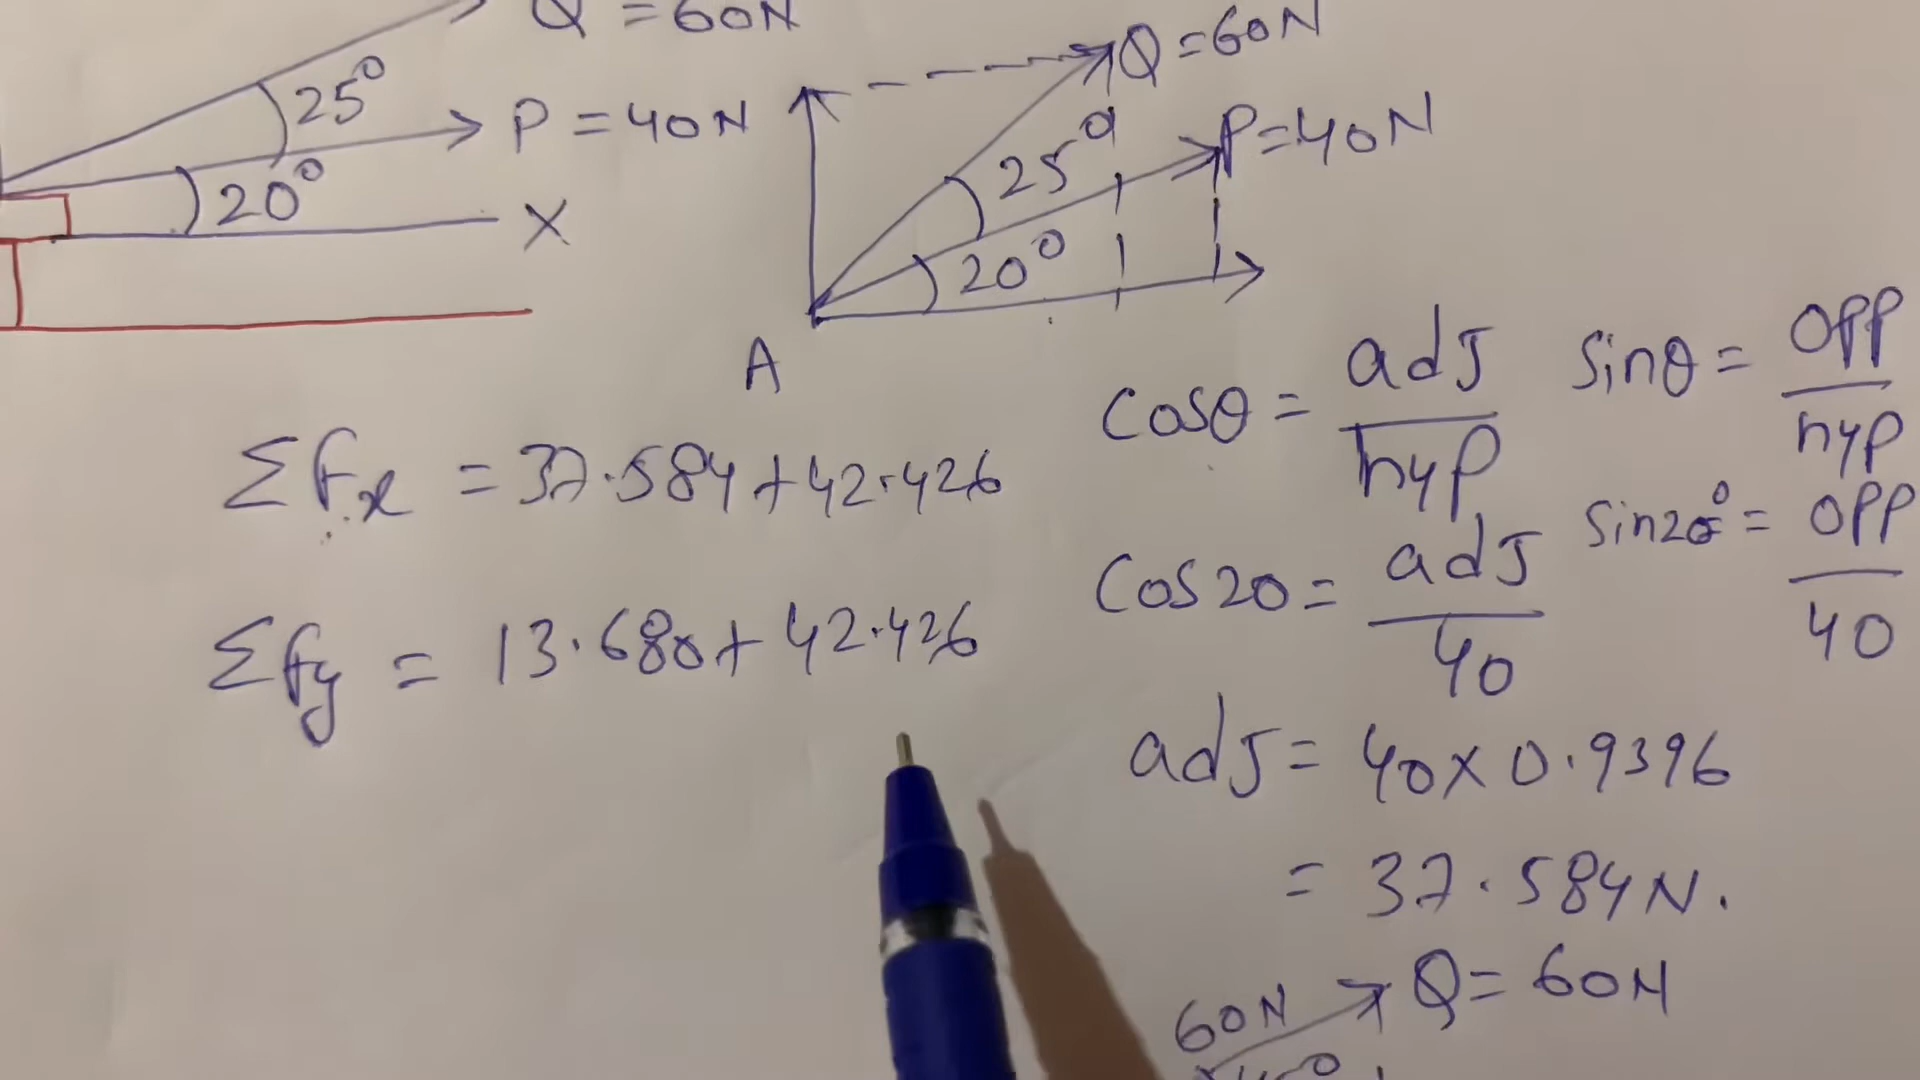 Q = 60N
25°
P = 40N
20°
X
Q = 60N
25°
P = 40N
20°
A
Cosθ = adJ / hyp
Sinθ = OPP / hyp
ΣFx = 37.584 + 42.426
Cos20 = adJ / 40
Sin20° = OPP / 40
ΣFy = 13.680 + 42.426
adJ = 40 x 0.9396
= 37.584N.
60N
Q = 60N